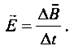 Ë = ΔB̈ / Δt.